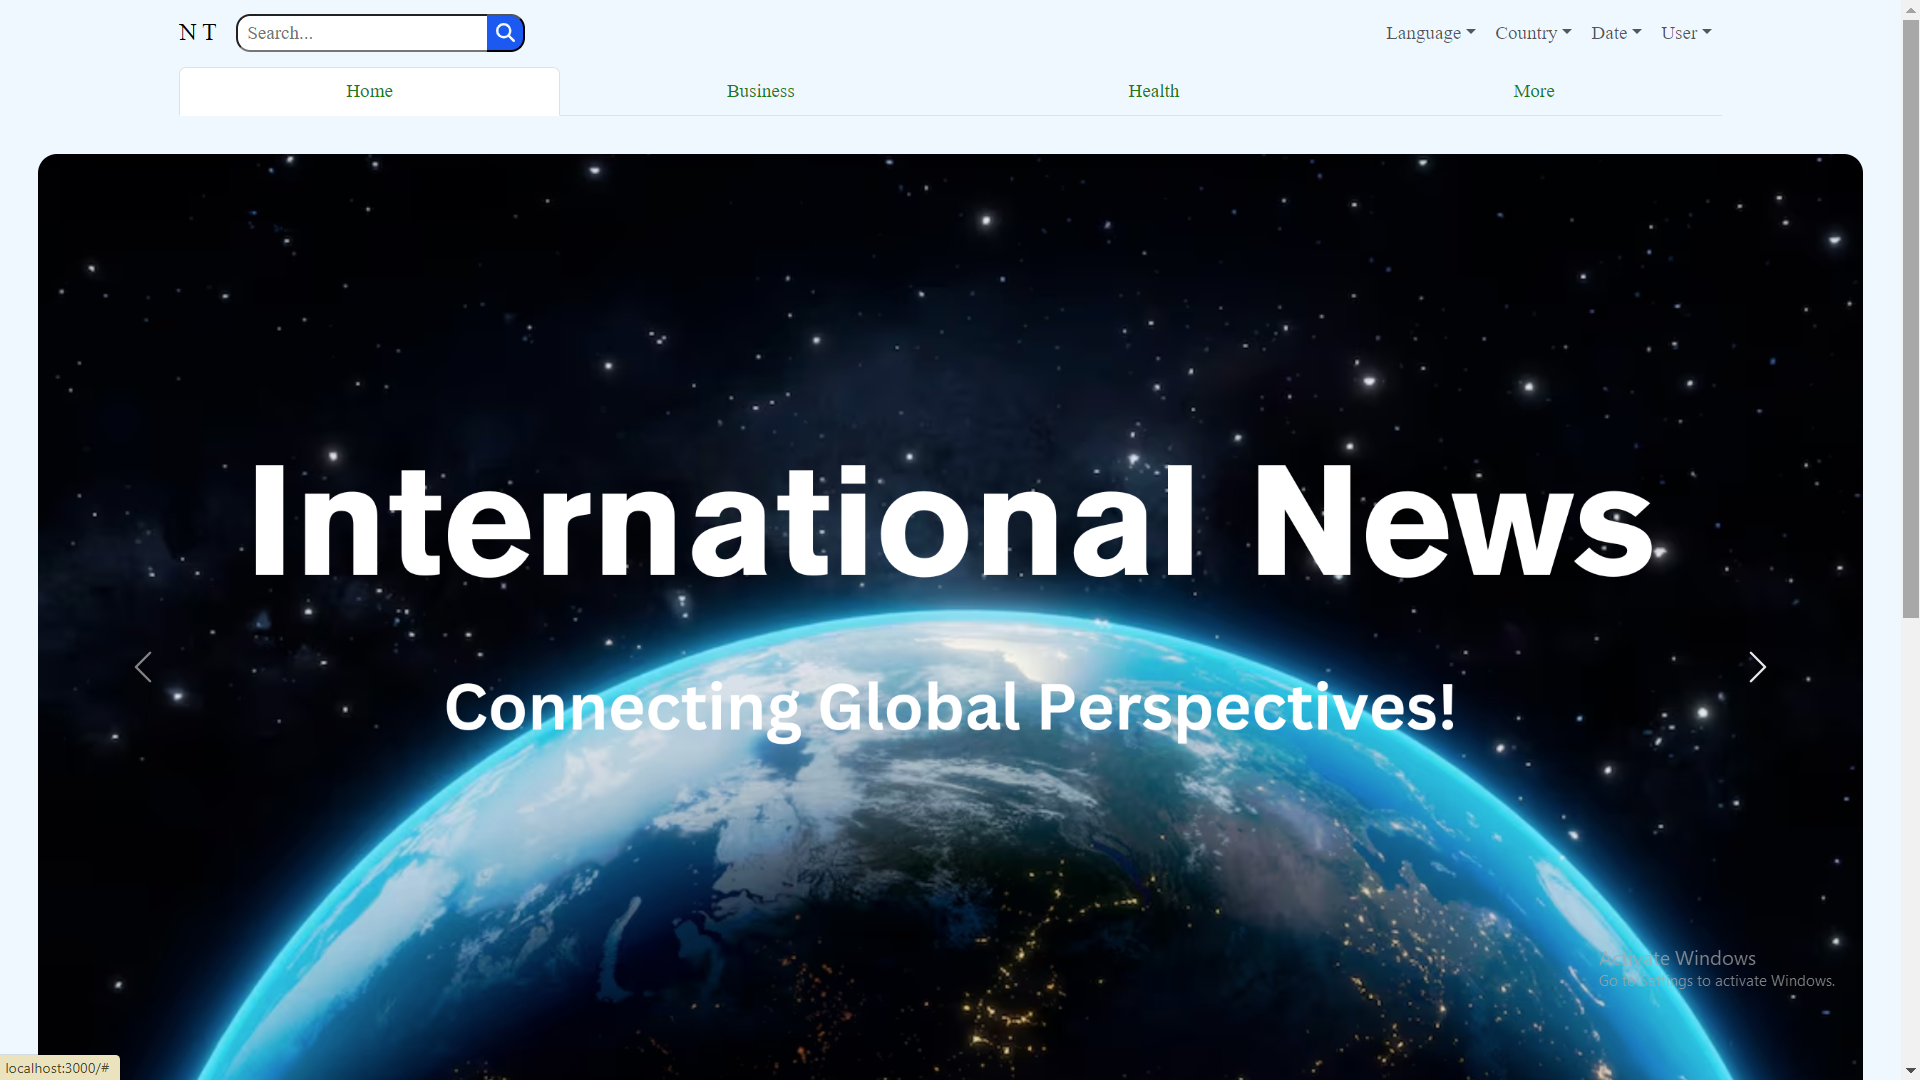 N T
Search...
Language
Country
Date
User
Home
Business
Health
More
International News
Connecting Global Perspectives!
Activate Windows
Go to Settings to activate Windows.
localhost:3000/#